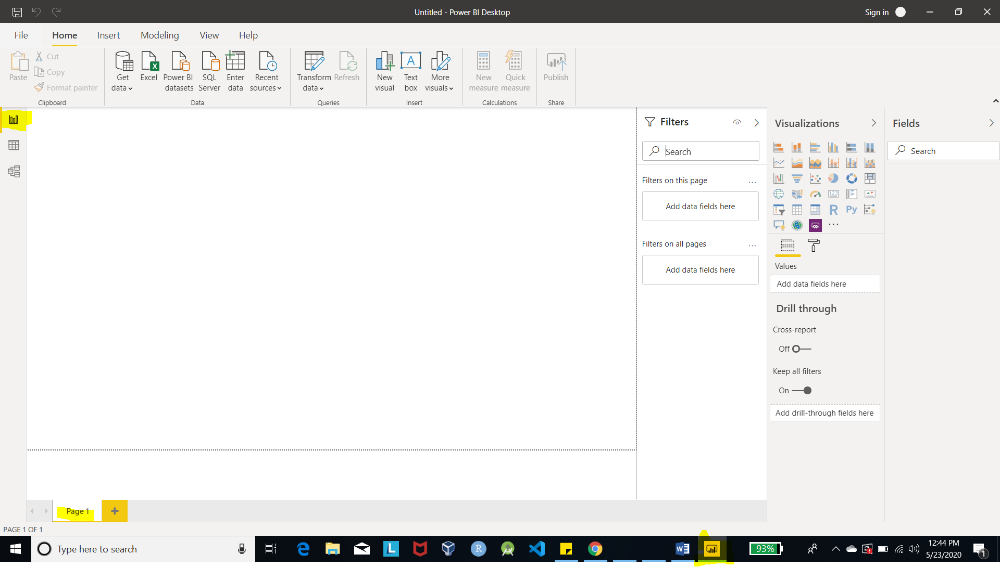 Untitled - Power BI Desktop
Sign in
File Home Insert Modeling View Help
Paste
Cut
Copy
Format painter
Clipboard
Get data
Excel
Power BI datasets
SQL Server
Enter data
Recent sources
Data
Transform data
Refresh
Queries
New visual
Text box
More visuals
Insert
New measure
Quick measure
Calculations
Publish
Share
Filters
Search
Filters on this page
...
Add data fields here
Filters on all pages
...
Add data fields here
Visualizations
123
R
Py
...
Values
Add data fields here
Drill through
Cross-report
Off
Keep all filters
On
Add drill-through fields here
Fields
Search
Page 1
+
PAGE 1 OF 1
Type here to search
93%
12:44 PM
5/23/2020
1